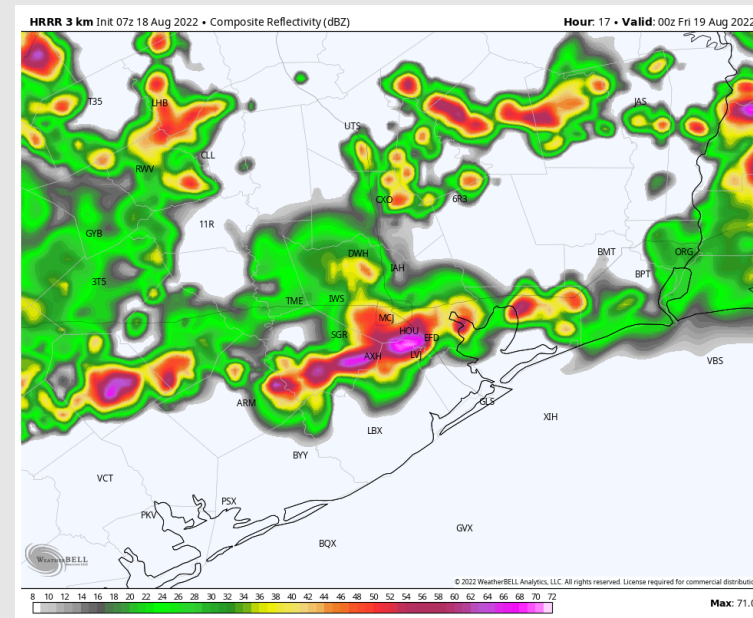 HRRR 3 km Init 07z 18 Aug 2022 • Composite Reflectivity (dBZ)
Hour: 17 • Valid: 00z Fri 19 Aug 2022
T35
LHB
JAS
UTS
CLL
RWV
CXO
6R3
11R
GYB
DWH
IAH
BMT
ORG
BPT
3T5
TME
IWS
MCJ
SGR
HOU
EFD
AXH
LVJ
VBS
ARM
GLS
LBX
XIH
BYY
VCT
PSX
PKV
GVX
BQX
WEATHERBELL
© 2022 WeatherBELL Analytics, LLC. All rights reserved. License required for commercial distributio
8 10 12 14 16 18 20 22 24 26 28 30 32 34 36 38 40 42 44 46 48 50 52 54 56 58 60 62 64 66 68 70 72
Max: 71.0